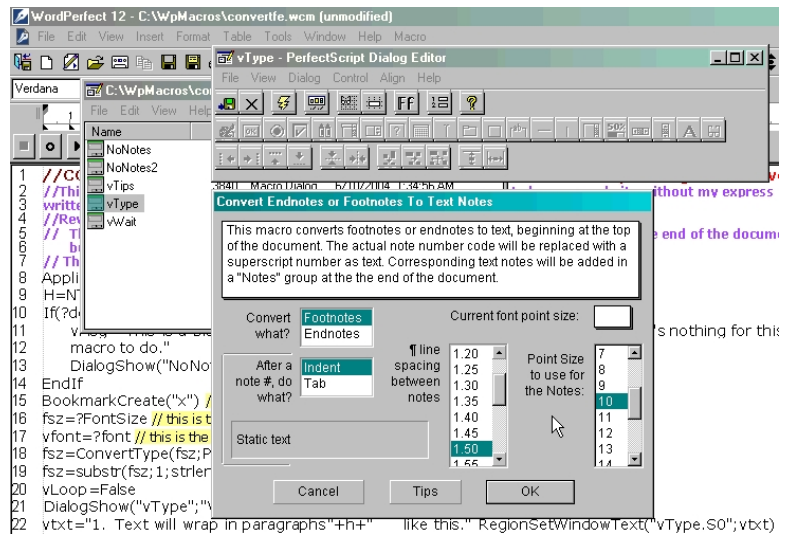 WordPerfect 12 - C:\WpMacros\convertfe.wcm (unmodified)
File Edit View Insert Format Table Tools Window Help Macro
vType - PerfectScript Dialog Editor
File View Dialog Control Align Help
Verdana
C:\WpMacros\co
File Edit View Help
Name
NoNotes
NoNotes2
vTips
vType
vWait
3840 Macro Dialog 6/10/2004 1:34:56 AM
Convert Endnotes or Footnotes To Text Notes
This macro converts footnotes or endnotes to text, beginning at the top
of the document. The actual note number code will be replaced with a
superscript number as text. Corresponding text notes will be added in
a "Notes" group at the the end of the document.
Convert what?
Footnotes
Endnotes
Current font point size:
After a note #, do what?
Indent
Tab
¶ line spacing between notes
1.20
1.25
1.30
1.35
1.40
1.45
1.50
1.55
Point Size to use for the Notes:
7
8
9
10
11
12
13
14
Static text
Cancel
Tips
OK
1 //CO
2 //Thi
ithout my express
3 writte
4 //Rev
5 // Th
e end of the docum
6 bu
7 // Th
8 Appli
9 H=NT
10 If(?d
11
's nothing for this
12 macro to do."
13 DialogShow("NoNo
14 EndIf
15 BookmarkCreate("x") /
16 fsz=?FontSize // this is t
17 vfont=?font // this is the
18 fsz=ConvertType(fsz;P
19 fsz=substr(fsz;1;strlen
20 vLoop=False
21 DialogShow("vType";"\
22 vtxt="1. Text will wrap in paragraphs"+h+" like this." RegionSetWindowText("vType.S0";vtxt)